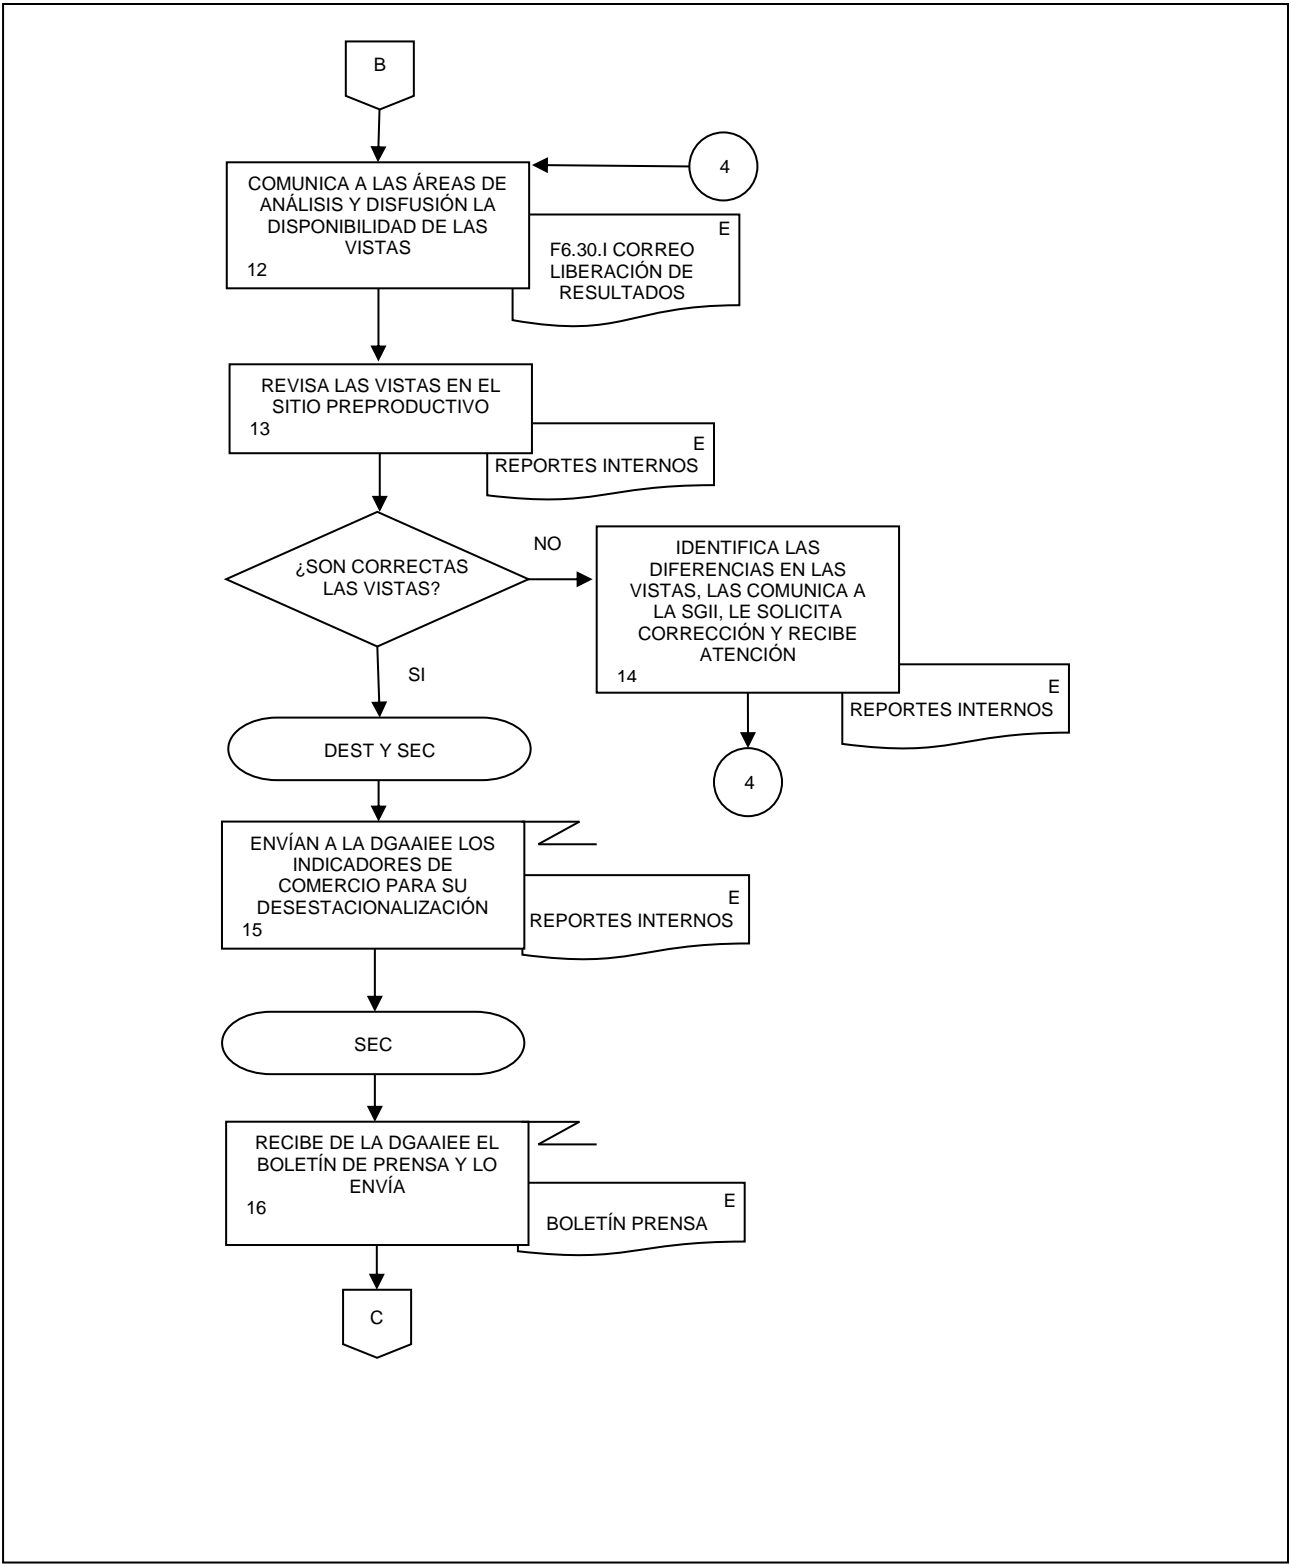 B
4
COMUNICA A LAS ÁREAS DE
ANÁLISIS Y DISFUSIÓN LA
DISPONIBILIDAD DE LAS
VISTAS
12
E
F6.30.I CORREO
LIBERACIÓN DE
RESULTADOS
REVISA LAS VISTAS EN EL
SITIO PREPRODUCTIVO
13
E
REPORTES INTERNOS
¿SON CORRECTAS
LAS VISTAS?
NO
IDENTIFICA LAS
DIFERENCIAS EN LAS
VISTAS, LAS COMUNICA A
LA SGII, LE SOLICITA
CORRECCIÓN Y RECIBE
ATENCIÓN
14
E
REPORTES INTERNOS
4
SI
DEST Y SEC
ENVÍAN A LA DGAAIEE LOS
INDICADORES DE
COMERCIO PARA SU
DESESTACIONALIZACIÓN
15
E
REPORTES INTERNOS
SEC
RECIBE DE LA DGAAIEE EL
BOLETÍN DE PRENSA Y LO
ENVÍA
16
E
BOLETÍN PRENSA
C